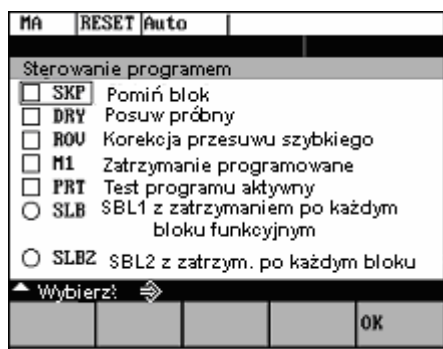 MA RESET Auto
Sterowanie programem
SKP Pomiń blok
DRY Posuw próbny
ROV Korekcja przesuwu szybkiego
M1 Zatrzymanie programowane
PRT Test programu aktywny
SLB SBL1 z zatrzymaniem po każdym
bloku funkcyjnym
SLB2 SBL2 z zatrzym. po każdym bloku
Wybierz:
OK